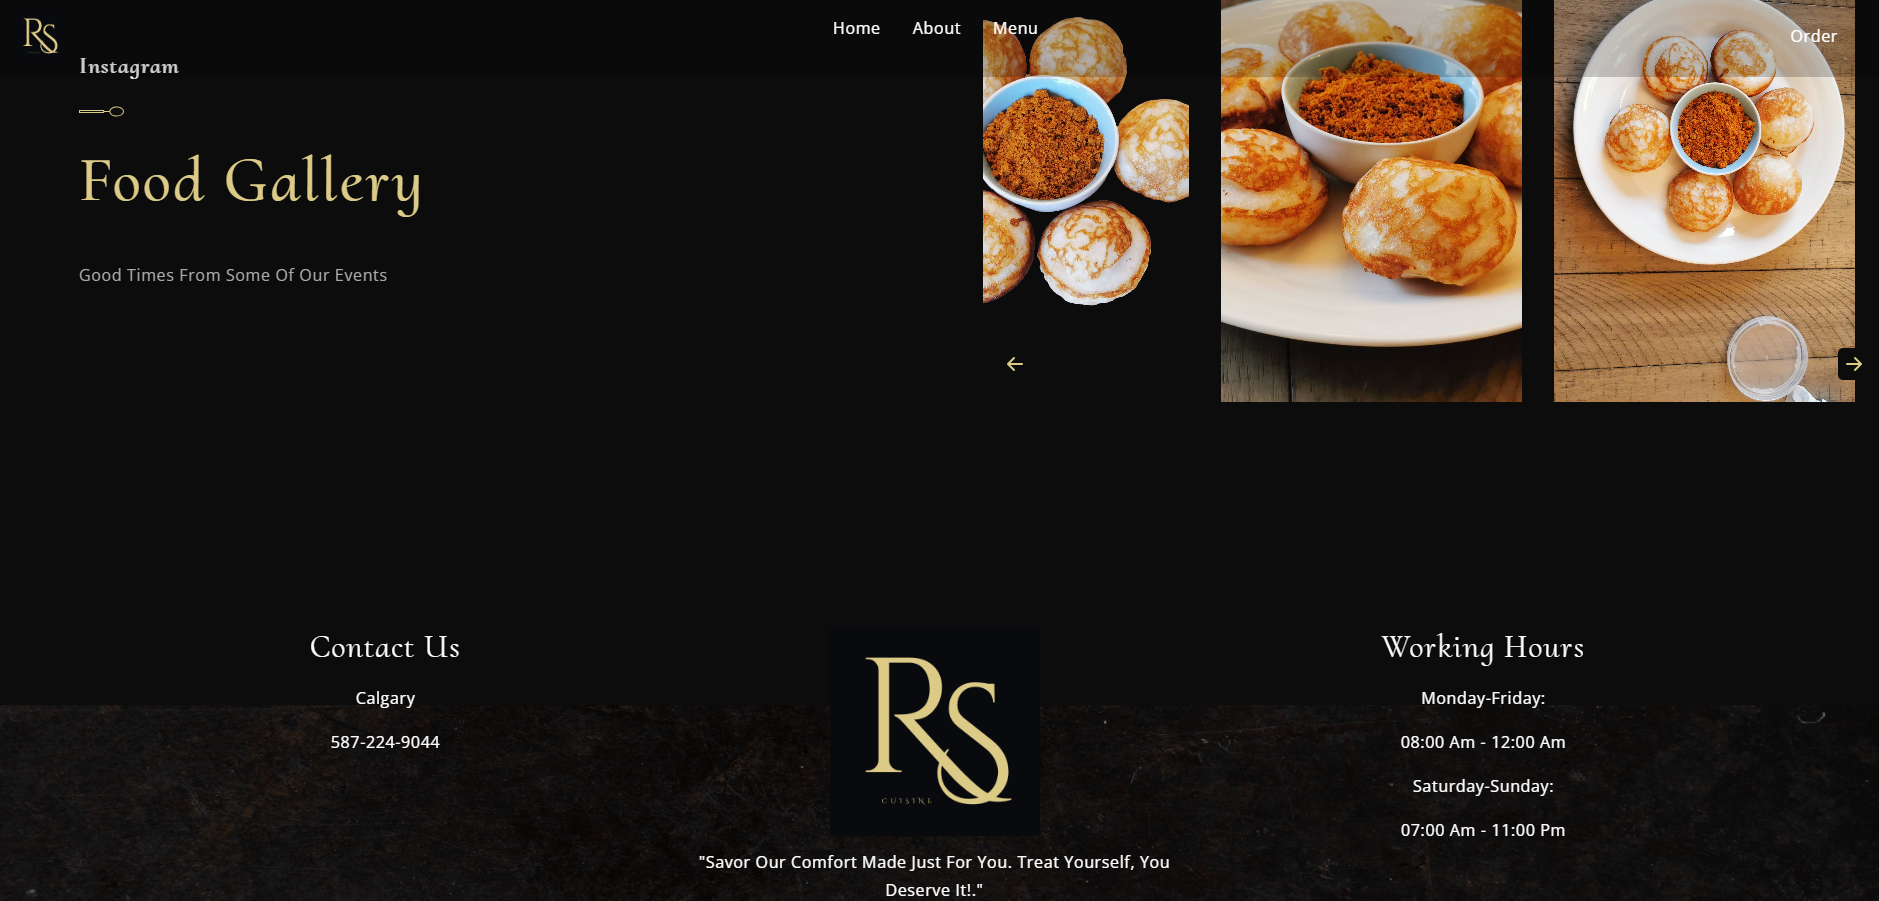 RS
Home
About
Menu
Order
Instagram
Food Gallery
Good Times From Some Of Our Events
Contact Us
Calgary
587-224-9044
RS
CUISINE
"Savor Our Comfort Made Just For You. Treat Yourself, You
Deserve It!."
Working Hours
Monday-Friday:
08:00 Am - 12:00 Am
Saturday-Sunday:
07:00 Am - 11:00 Pm